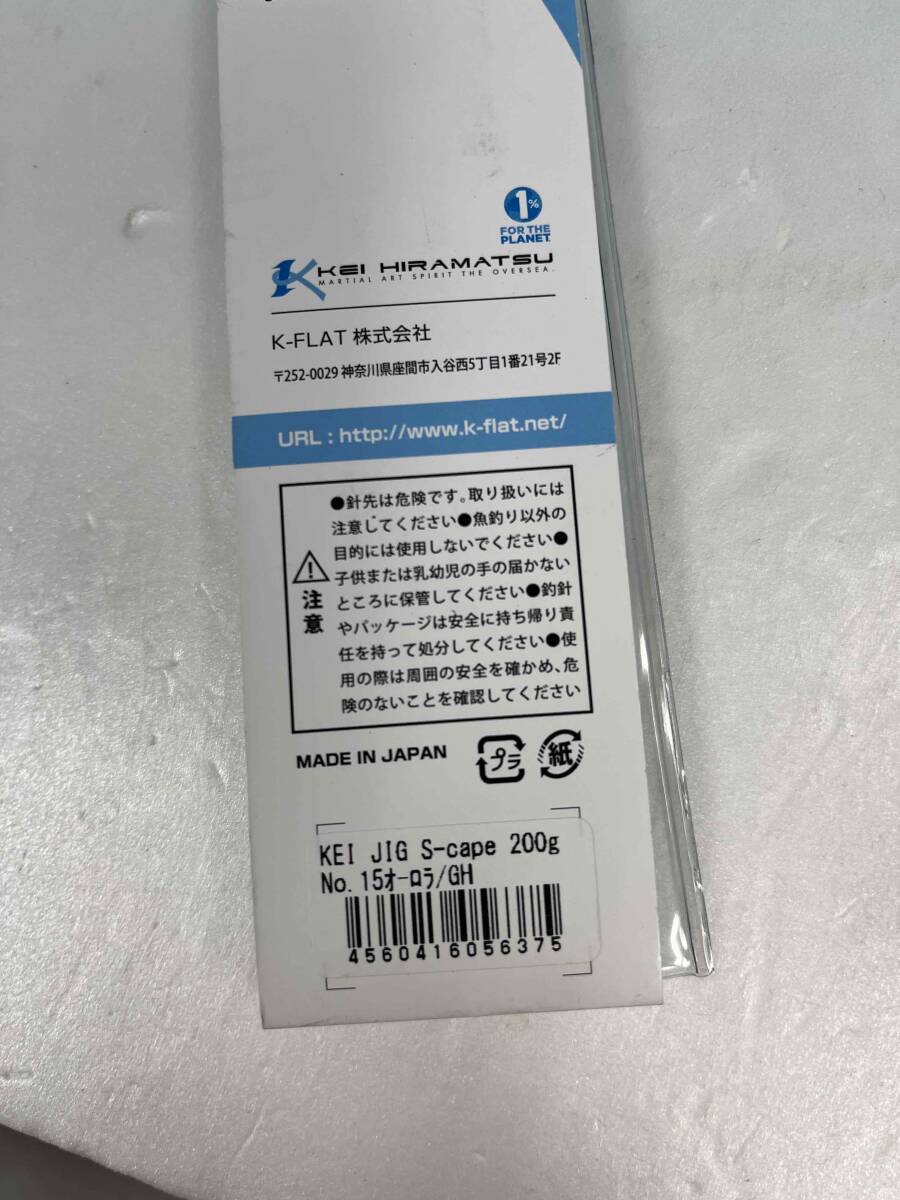 1%
FOR THE
PLANET
KEI HIRAMATSU
MARTIAL ART SPIRIT THE OVERSEA.
K-FLAT 株式会社
〒252-0029 神奈川県座間市入谷西5丁目1番21号2F
URL : http://www.k-flat.net/
注意
●針先は危険です。取り扱いには
注意してください●魚釣り以外の
目的には使用しないでください●
子供または乳幼児の手の届かない
ところに保管してください●釣針
やパッケージは安全に持ち帰り責
任を持って処分してください●使
用の際は周囲の安全を確かめ、危
険のないことを確認してください
MADE IN JAPAN
プラ
紙
KEI JIG S-cape 200g
No.15ｵｰﾛﾗ/GH
4560416056375